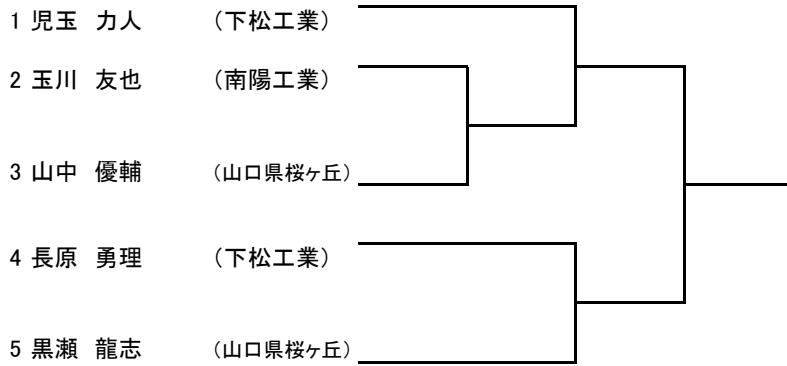 1 児玉 力人 (下松工業)
2 玉川 友也 (南陽工業)
3 山中 優輔 (山口県桜ヶ丘)
4 長原 勇理 (下松工業)
5 黒瀬 龍志 (山口県桜ヶ丘)